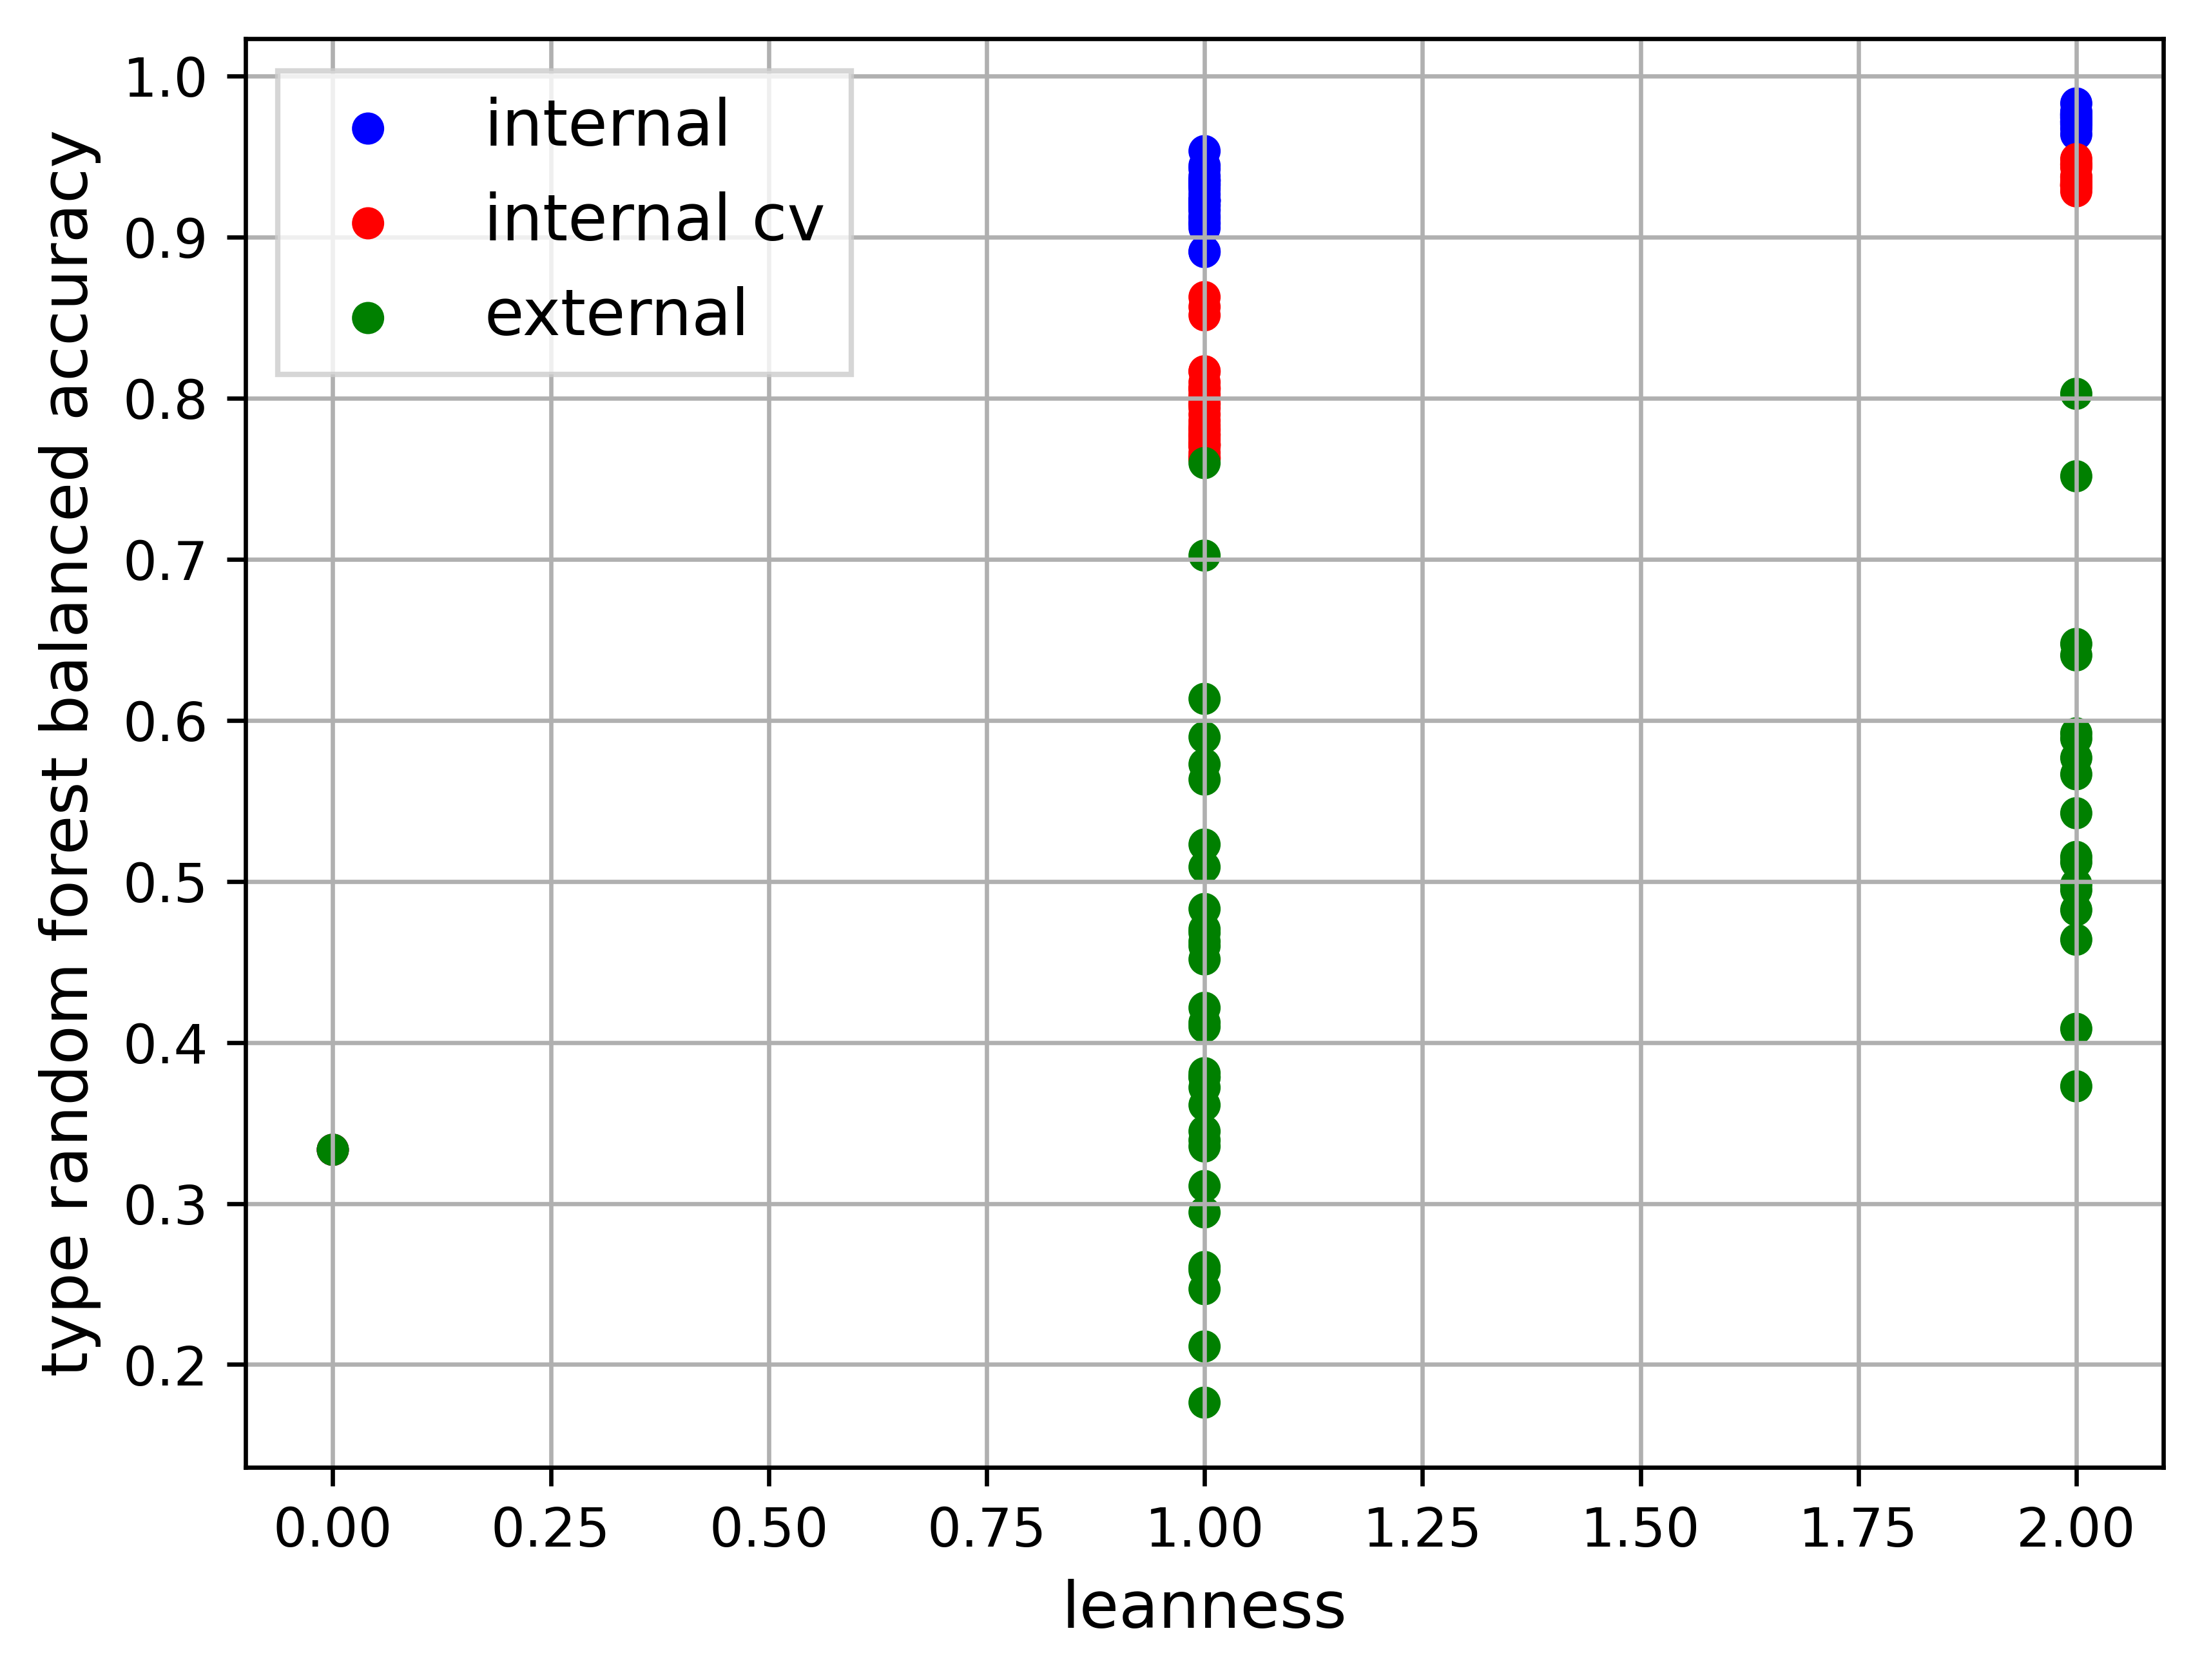 type random forest balanced accuracy
1.0
0.9
0.8
0.7
0.6
0.5
0.4
0.3
0.2
internal
internal cv
external
0.00 0.25 0.50 0.75 1.00 1.25 1.50 1.75 2.00
leanness